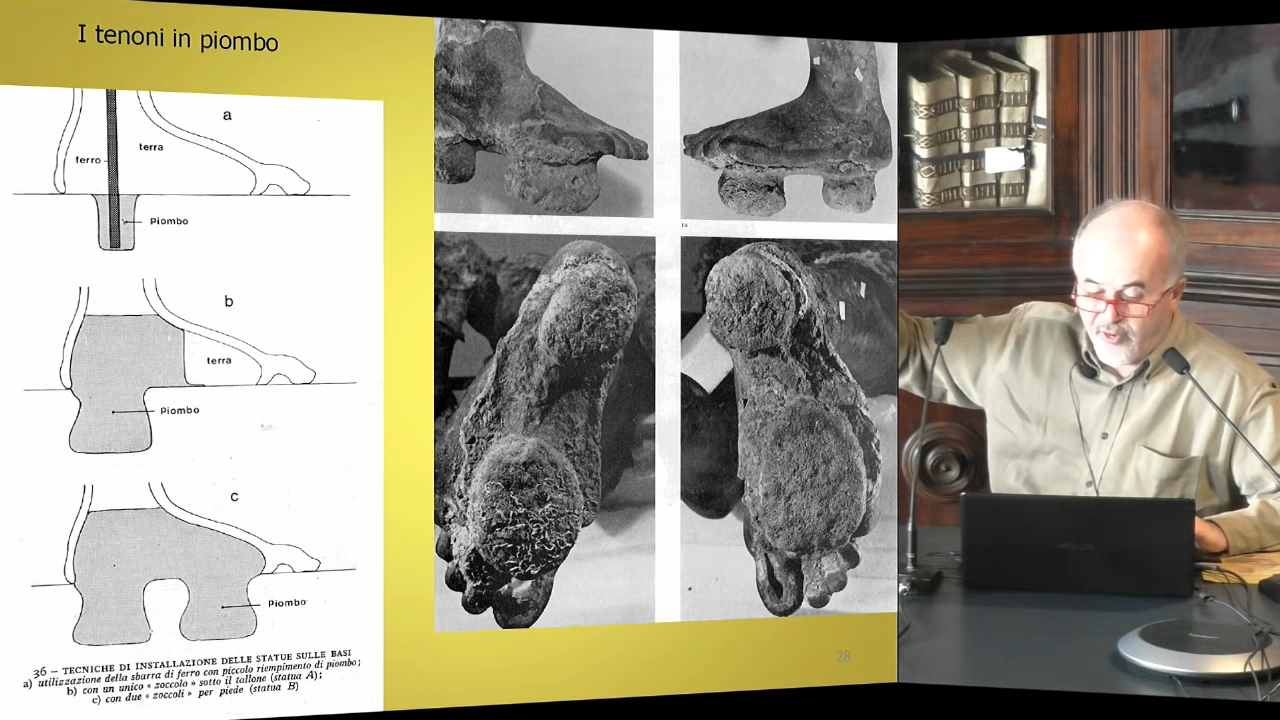 I tenoni in piombo
a
ferro
terra
Piombo
b
terra
Piombo
c
Piombo
36 — TECNICHE DI INSTALLAZIONE DELLE STATUE SULLE BASI
a) utilizzazione della sbarra di ferro con piccolo riempimento di piombo;
b) con un unico « zoccolo » sotto il tallone (statua A);
c) con due « zoccoli » per piede (statua B)
28